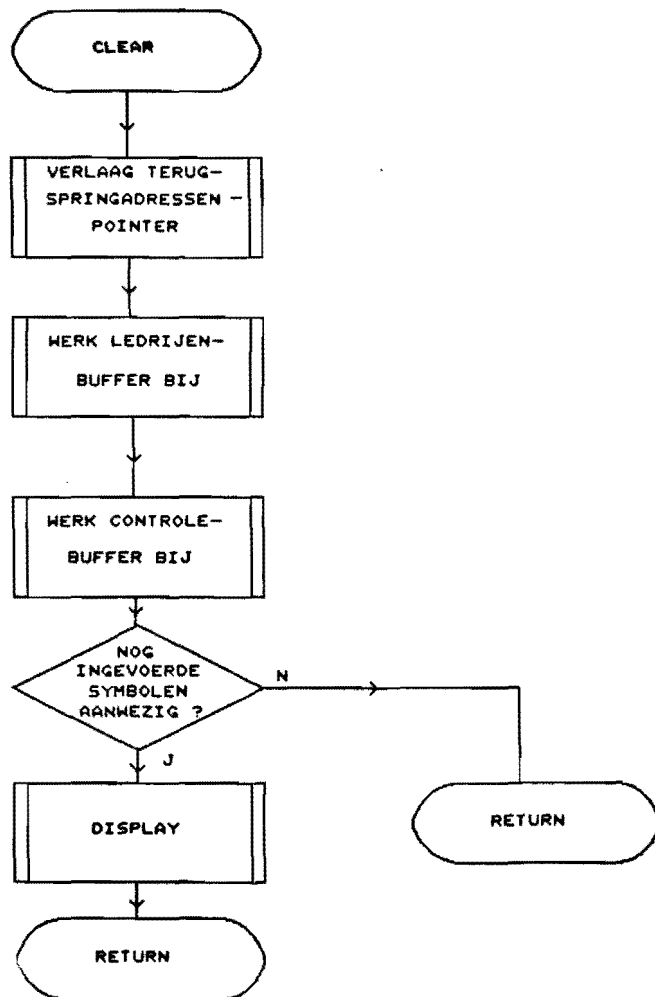 CLEAR
VERLAAG TERUG-
SPRINGADRESSEN-
POINTER
WERK LEDRIJEN-
BUFFER BIJ
WERK CONTROLE-
BUFFER BIJ
NOG
INGEVOERDE
SYMBOLEN
AANWEZIG ?
N
J
DISPLAY
RETURN
RETURN